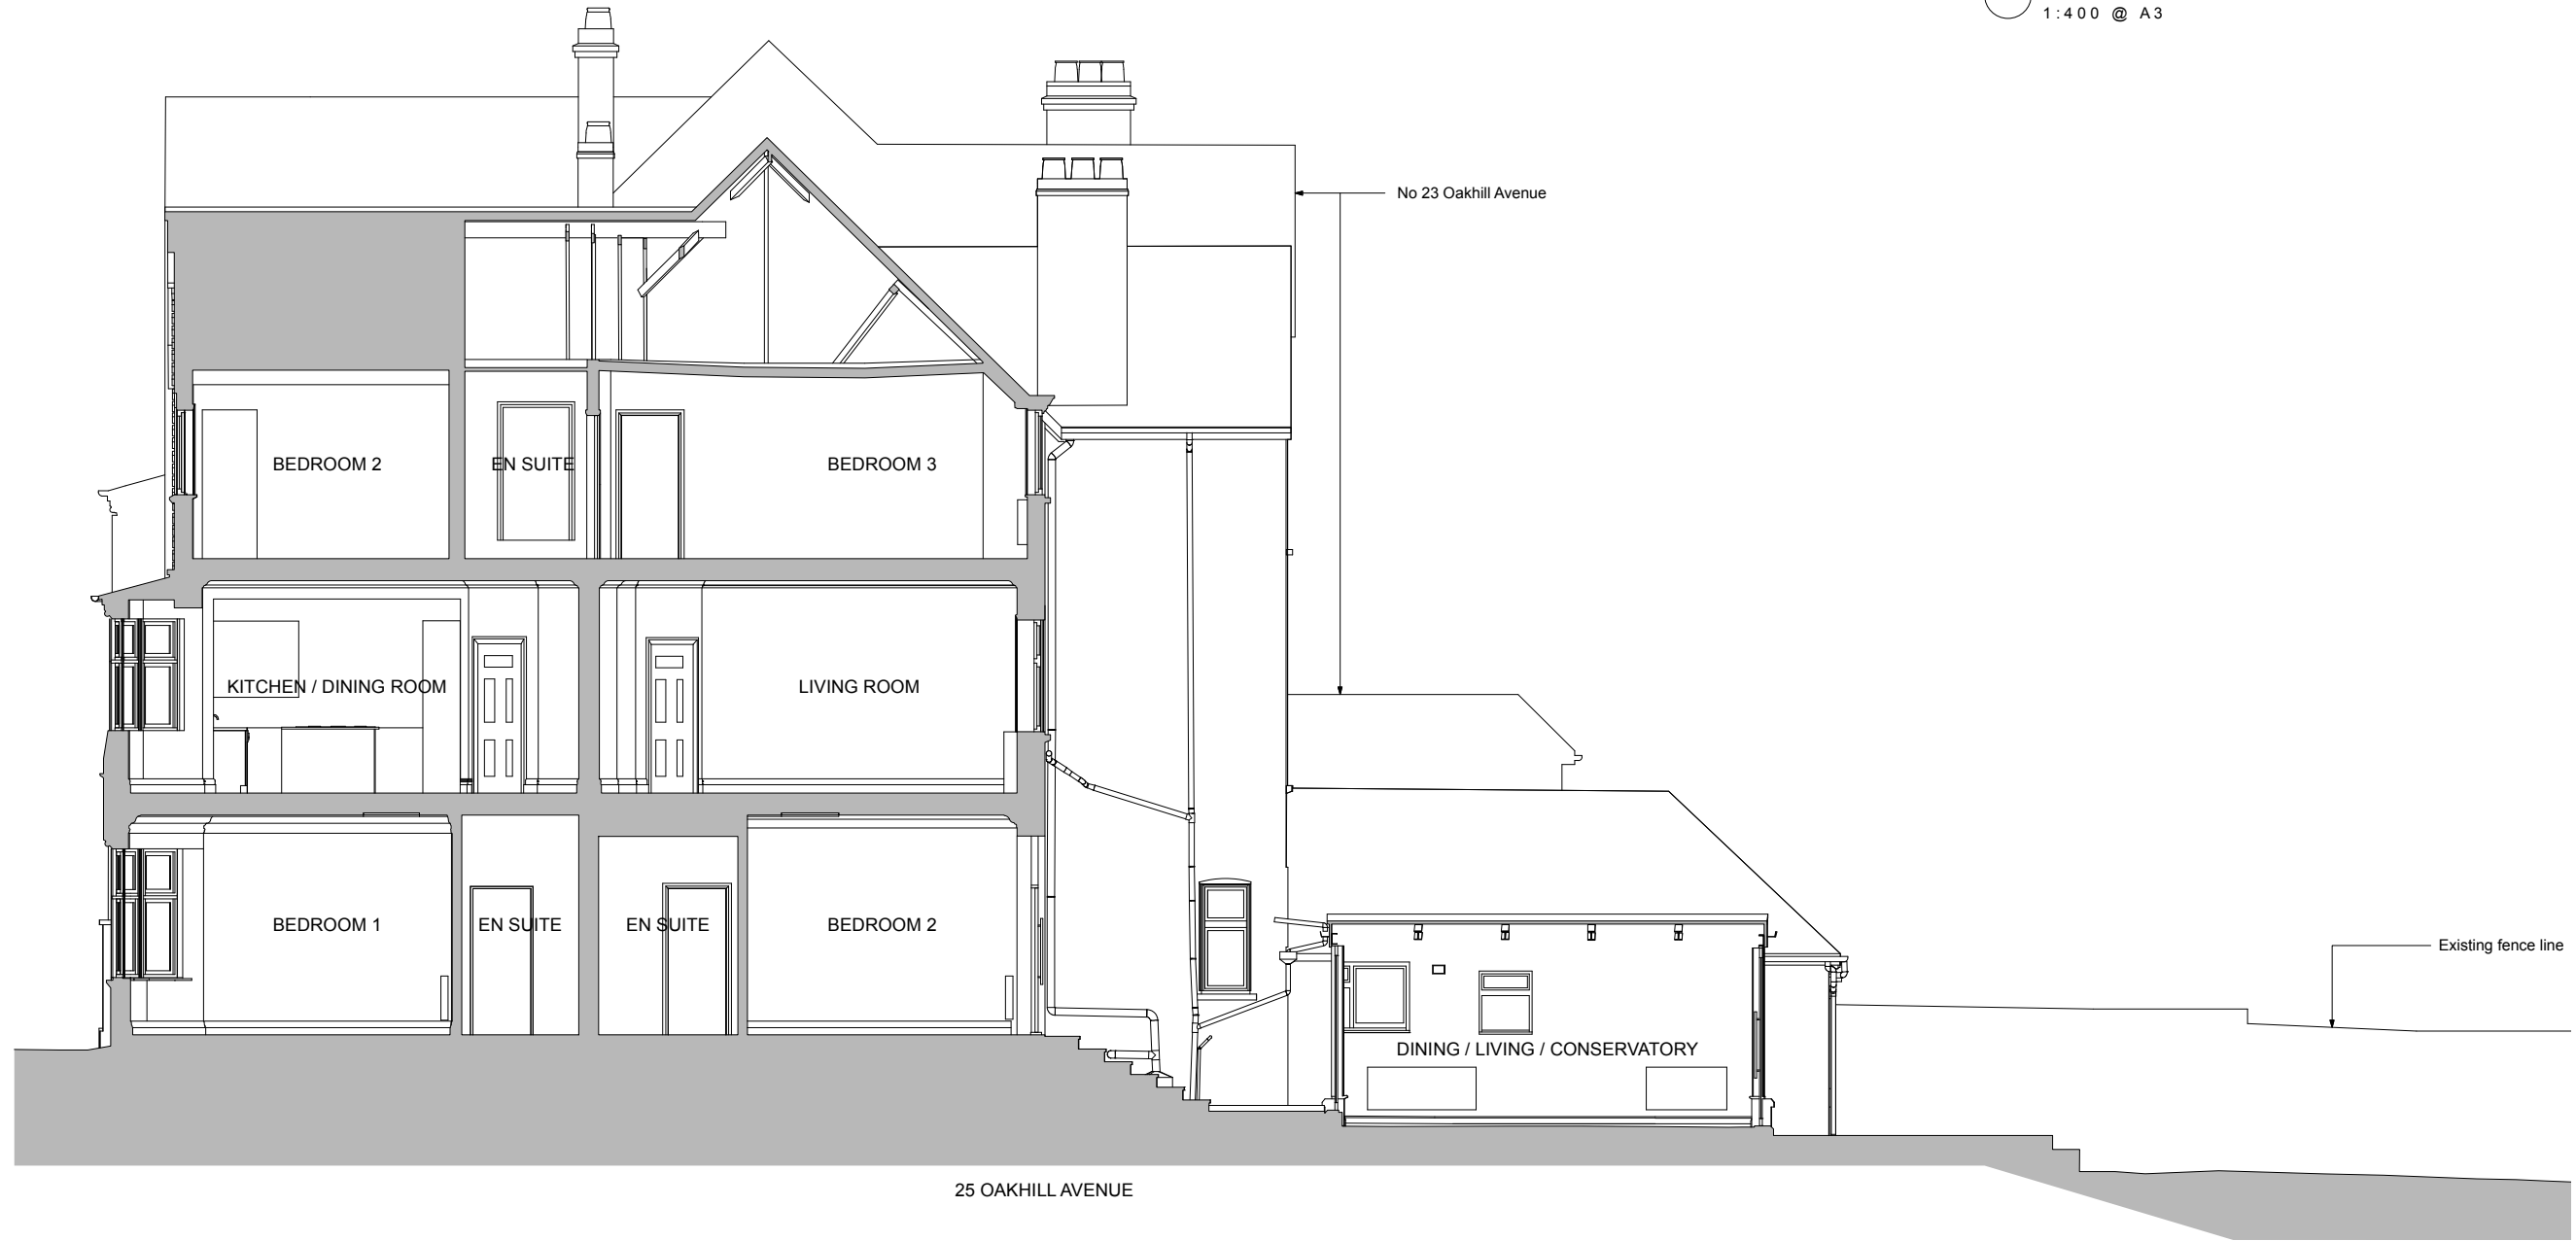 1:400 @ A3
No 23 Oakhill Avenue
BEDROOM 2
EN SUITE
BEDROOM 3
KITCHEN / DINING ROOM
LIVING ROOM
BEDROOM 1
EN SUITE
EN SUITE
BEDROOM 2
Existing fence line
DINING / LIVING / CONSERVATORY
25 OAKHILL AVENUE